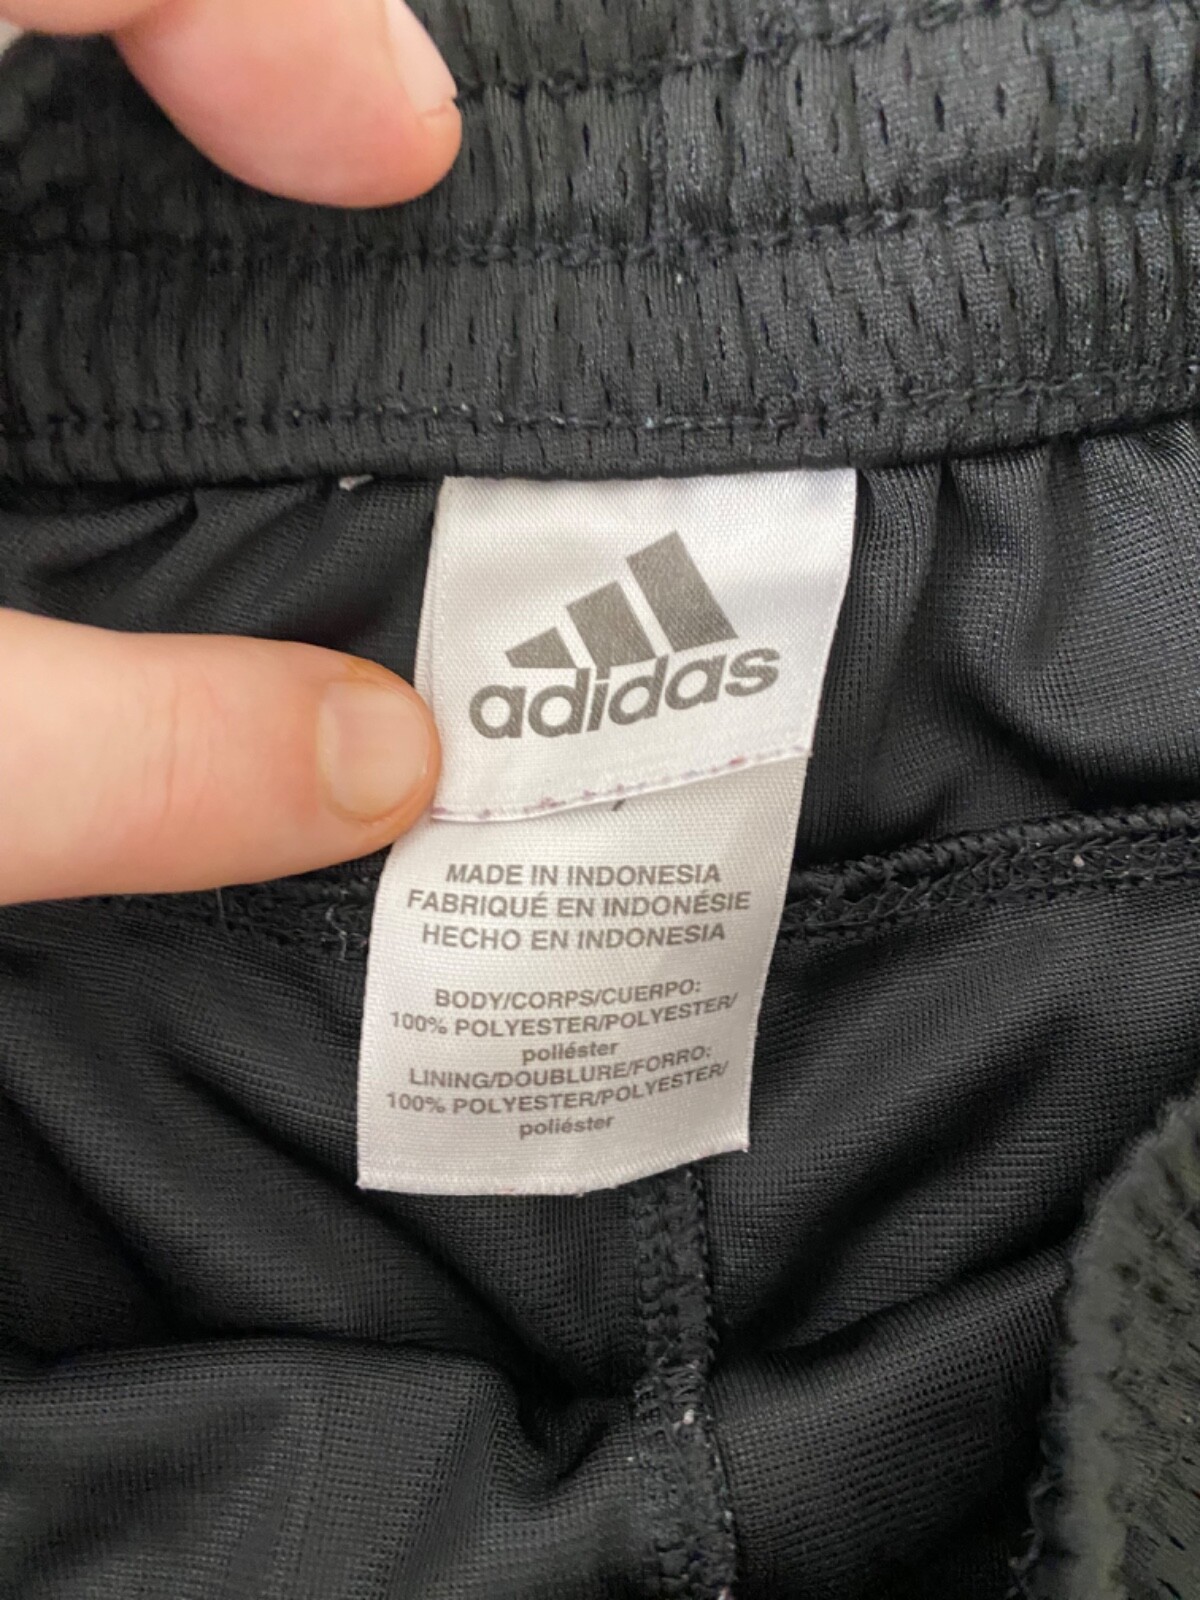 adidas
MADE IN INDONESIA
FABRIQUÉ EN INDONÉSIE
HECHO EN INDONESIA
BODY/CORPS/CUERPO:
100% POLYESTER/POLYESTER/
poliéster
LINING/DOUBLURE/FORRO:
100% POLYESTER/POLYESTER/
poliéster